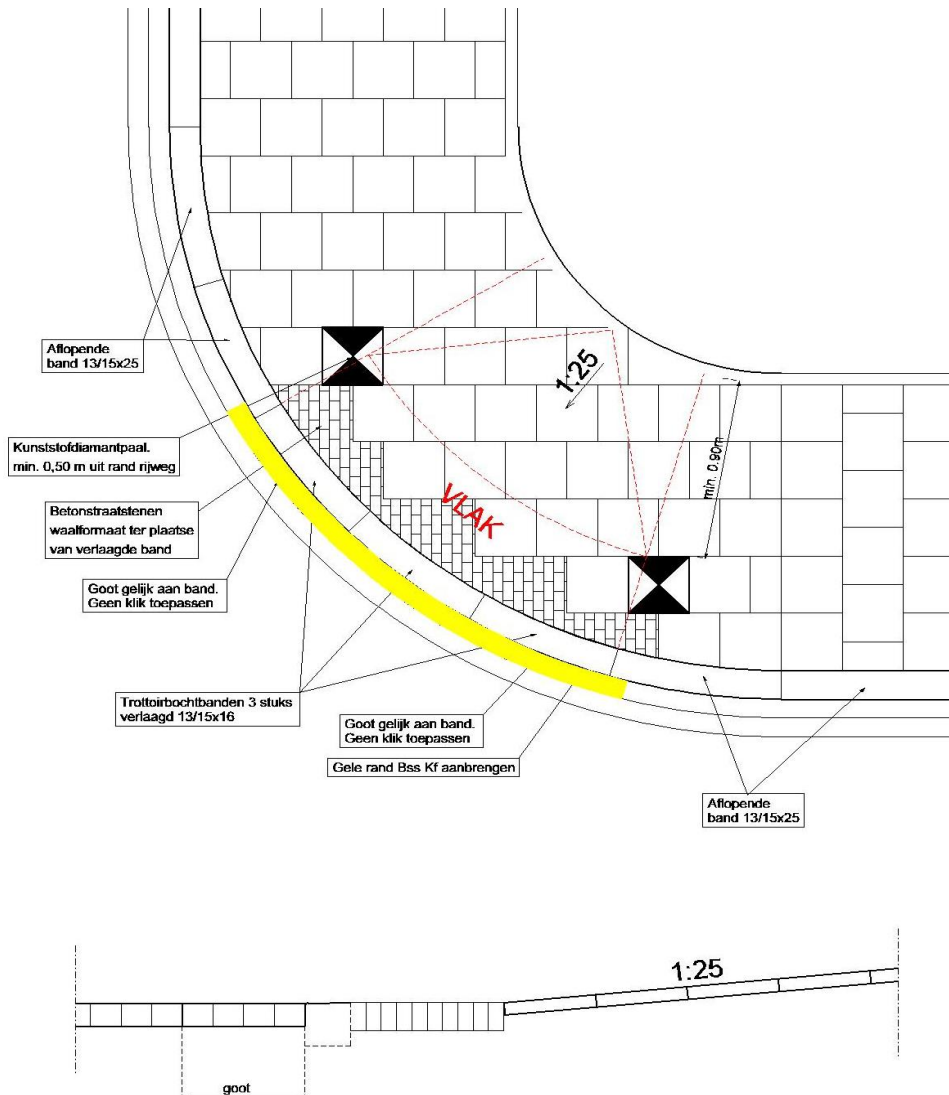 Aflopende
band 13/15x25
1:25
min. 0.90m
Kunststofdiamantpaal.
min. 0,50 m uit rand rijweg
VLAK
Betonstraatstenen
waalformaat ter plaatse
van verlaagde band
Goot gelijk aan band.
Geen klik toepassen
Trottoirbochtbanden 3 stuks
verlaagd 13/15x16
Goot gelijk aan band.
Geen klik toepassen
Gele rand Bss Kf aanbrengen
Aflopende
band 13/15x25
1:25
goot